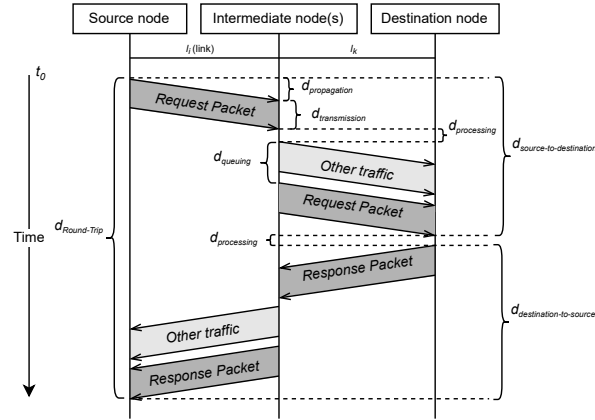 Source node
Intermediate node(s)
Destination node
l_i (link)
l_k
t_0
d_propagation
Request Packet
d_transmission
d_processing
d_source-to-destination
d_queuing
Other traffic
Request Packet
d_Round-Trip
Time
d_processing
Response Packet
d_destination-to-source
Other traffic
Response Packet